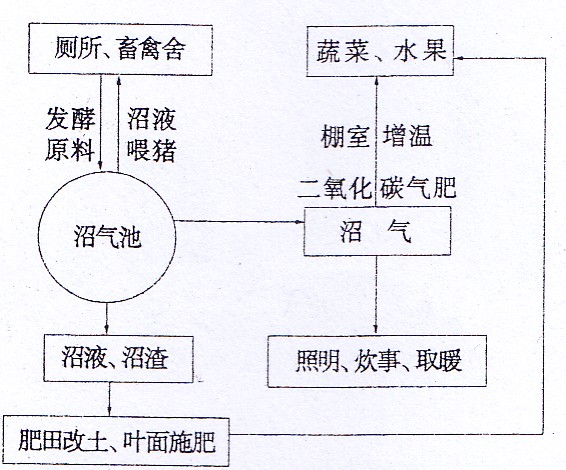 厕所、畜禽舍
蔬菜、水果
发酵
原料
沼液
喂猪
棚室 增温
二氧化 碳气肥
沼气池
沼 气
沼液、沼渣
照明、炊事、取暖
肥田改土、叶面施肥